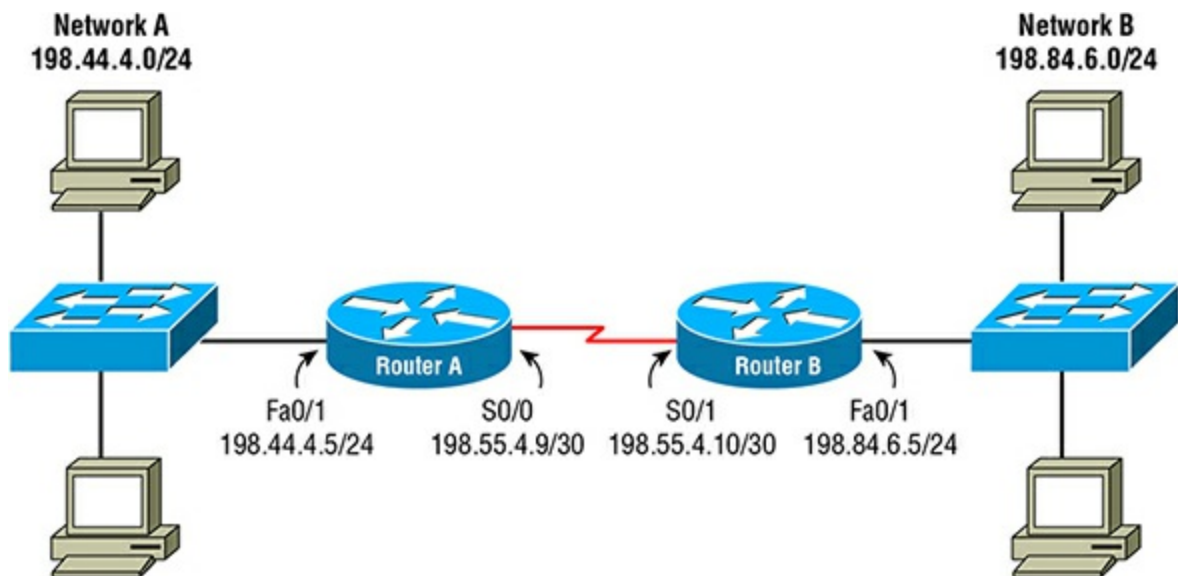 Network A
198.44.4.0/24
Network B
198.84.6.0/24
Router A
Router B
Fa0/1
198.44.4.5/24
S0/0
198.55.4.9/30
S0/1
198.55.4.10/30
Fa0/1
198.84.6.5/24